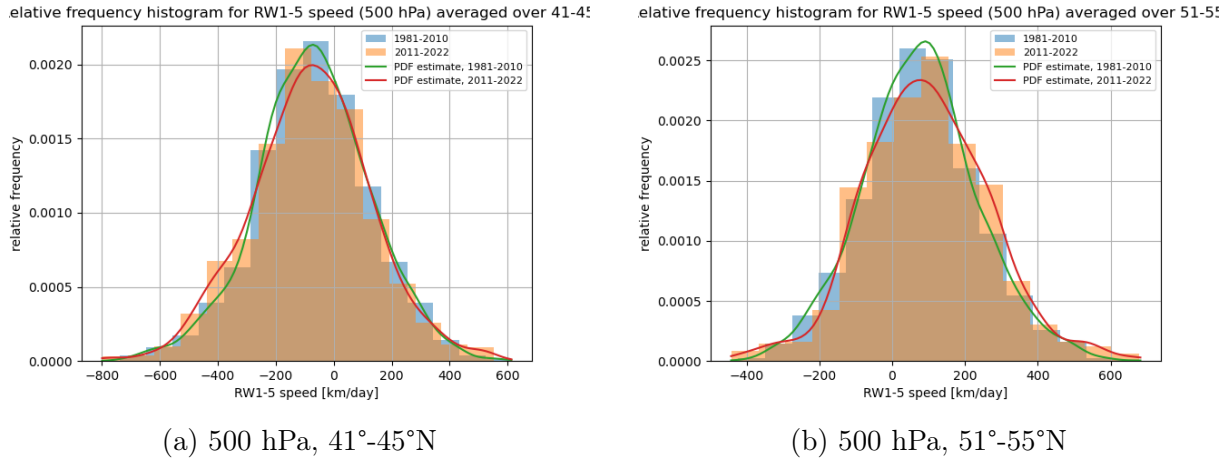 relative frequency histogram for RW1-5 speed (500 hPa) averaged over 41-45
1981-2010
2011-2022
PDF estimate, 1981-2010
PDF estimate, 2011-2022
relative frequency
0.0020
0.0015
0.0010
0.0005
0.0000
−800
−600
−400
−200
0
200
400
600
RW1-5 speed [km/day]
(a) 500 hPa, 41°-45°N
relative frequency histogram for RW1-5 speed (500 hPa) averaged over 51-55
1981-2010
2011-2022
PDF estimate, 1981-2010
PDF estimate, 2011-2022
relative frequency
0.0025
0.0020
0.0015
0.0010
0.0005
0.0000
−400
−200
0
200
400
600
RW1-5 speed [km/day]
(b) 500 hPa, 51°-55°N